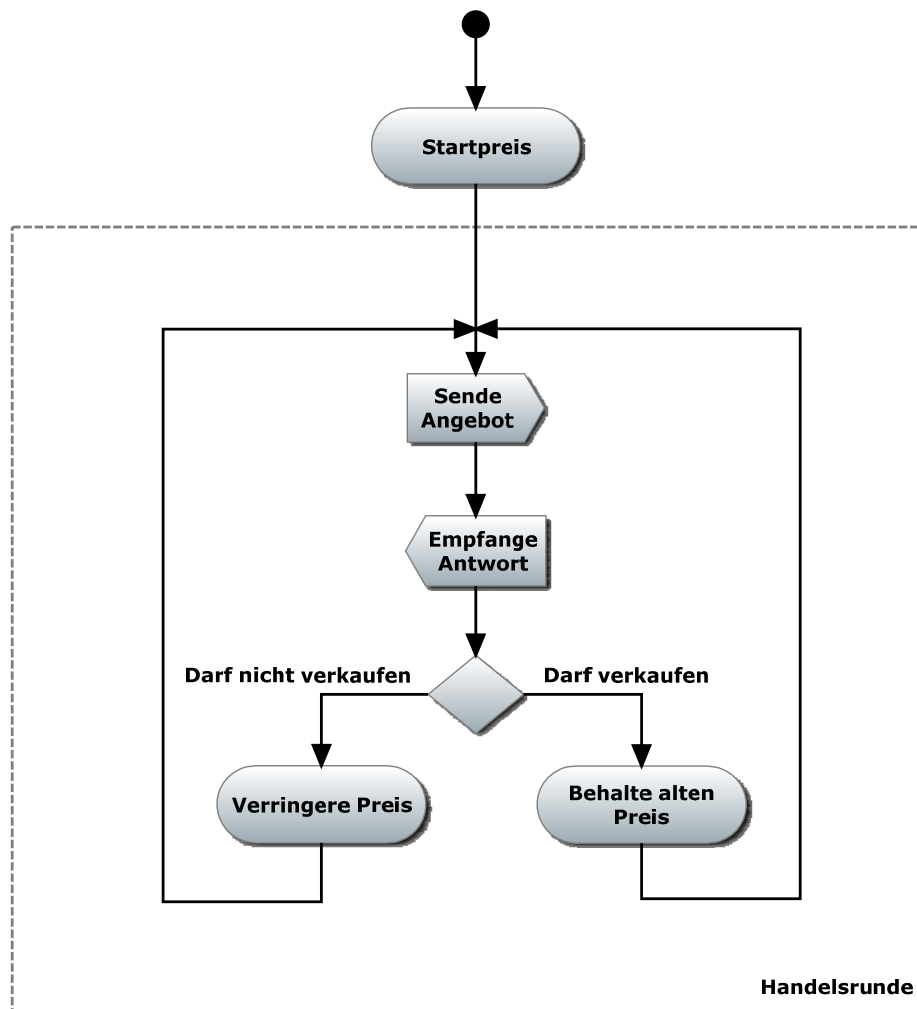 Startpreis
Sende
Angebot
Empfange
Antwort
Darf nicht verkaufen
Darf verkaufen
Verringere Preis
Behalte alten
Preis
Handelsrunde